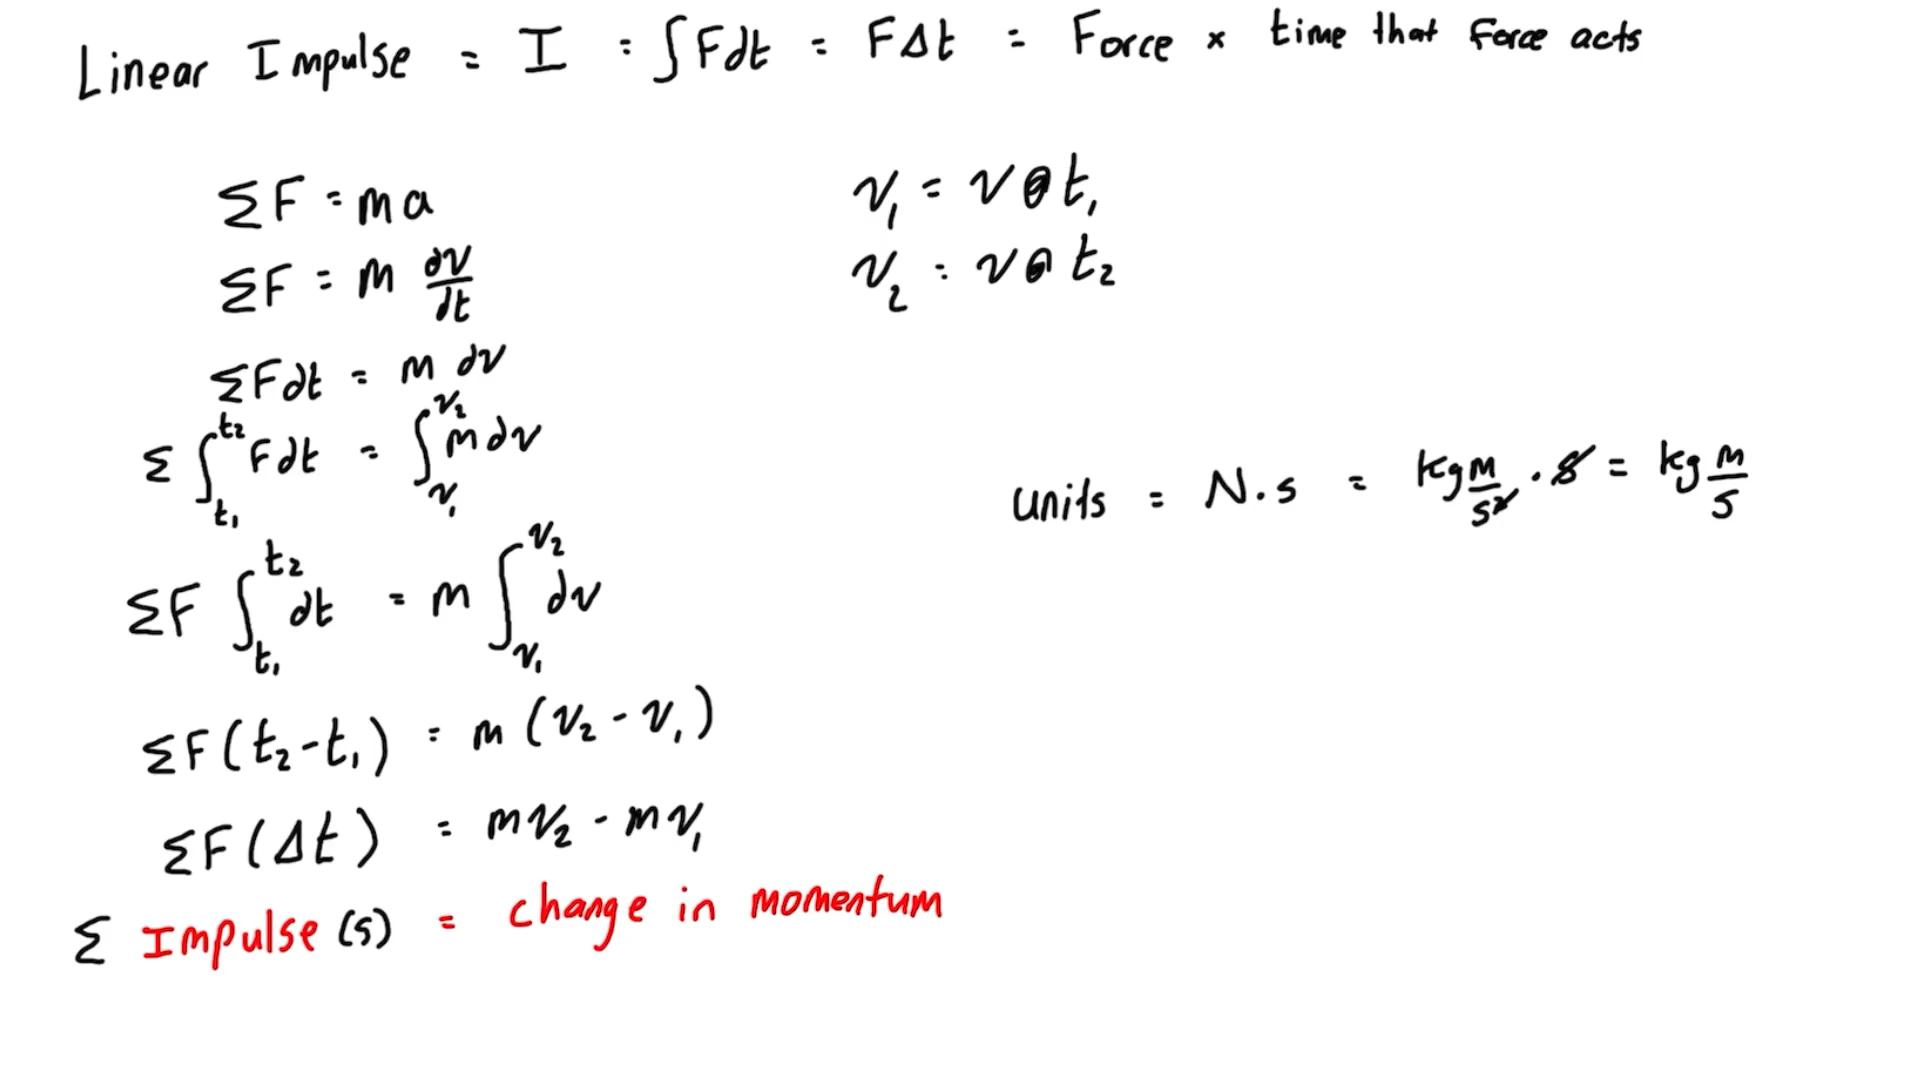 Linear Impulse = I = ∫Fdt = FΔt = Force × time that force acts
ΣF = ma
v₁ = v@t₁
ΣF = m dv/dt
v₂ = v@t₂
ΣFdt = m dv
Σ∫_{t₁}^{t₂} Fdt = ∫_{v₁}^{v₂} mdv
units = N.s = kg m/s² . s = kg m/s
ΣF ∫_{t₁}^{t₂} dt = m ∫_{v₁}^{v₂} dv
ΣF(t₂-t₁) = m(v₂-v₁)
ΣF(Δt) = mv₂ - mv₁
Σ Impulse(s) = change in momentum